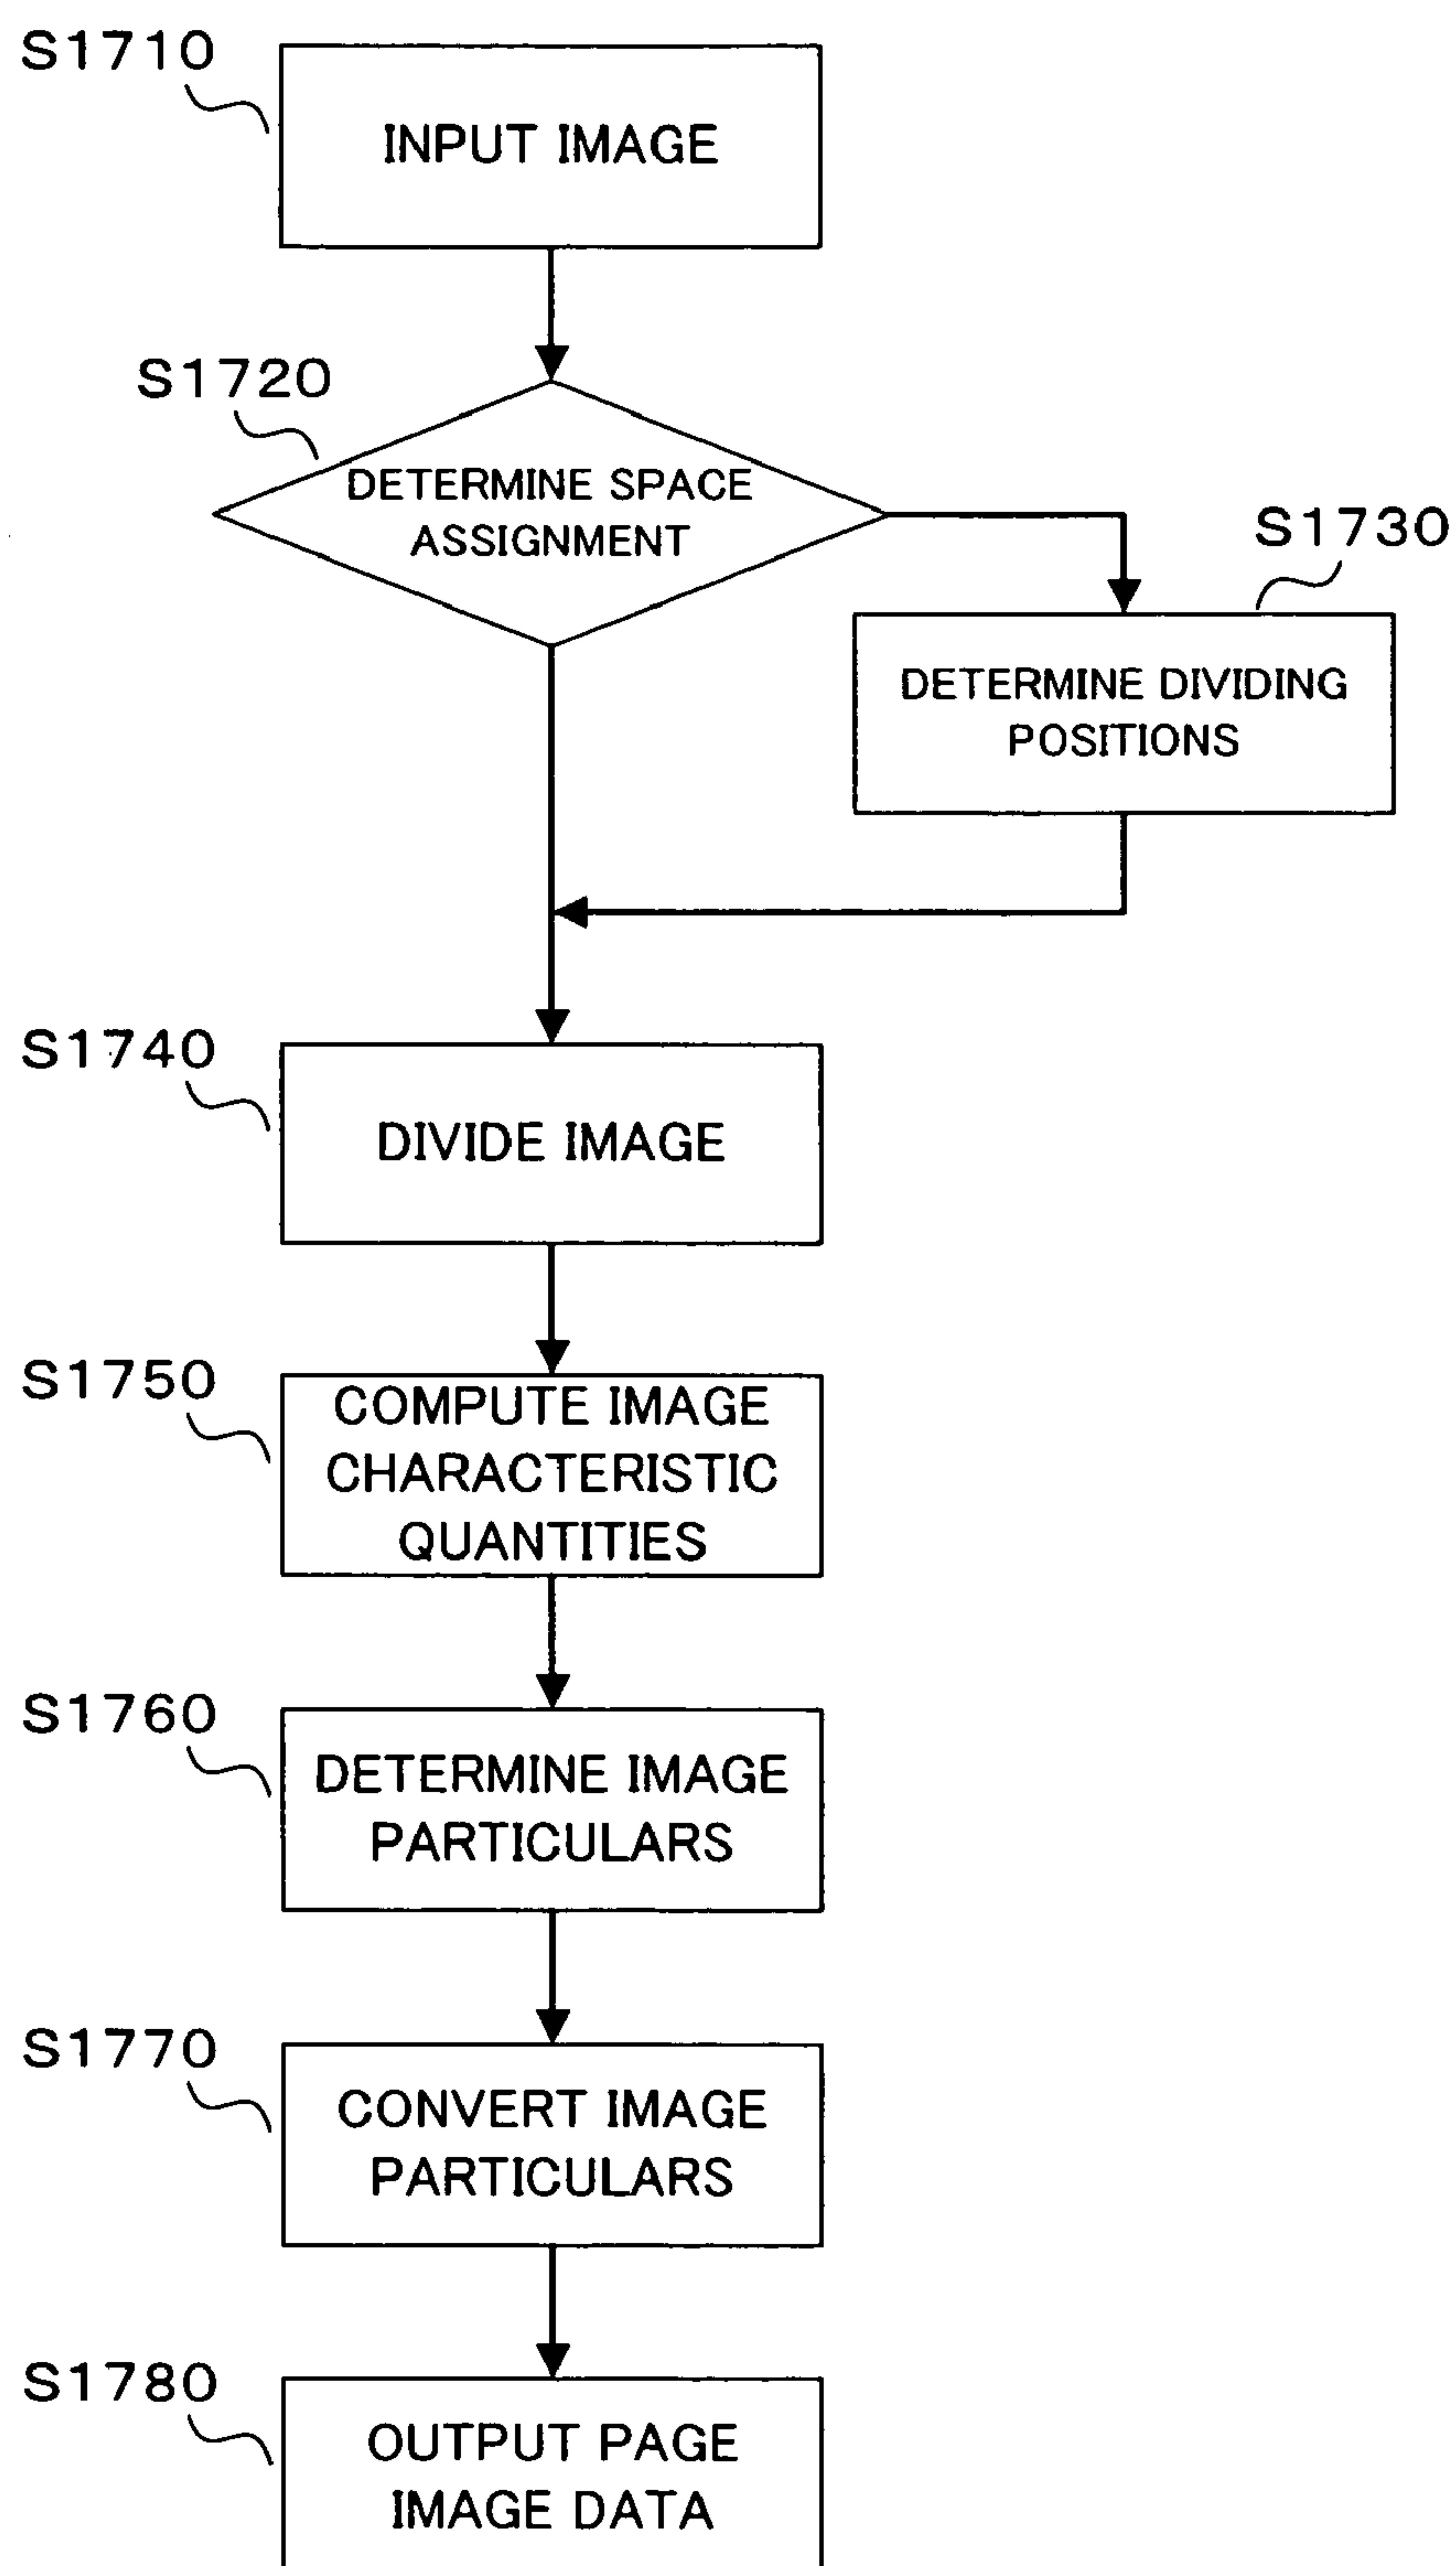 S1710
INPUT IMAGE
S1720
DETERMINE SPACE
ASSIGNMENT
S1730
DETERMINE DIVIDING
POSITIONS
S1740
DIVIDE IMAGE
S1750
COMPUTE IMAGE
CHARACTERISTIC
QUANTITIES
S1760
DETERMINE IMAGE
PARTICULARS
S1770
CONVERT IMAGE
PARTICULARS
S1780
OUTPUT PAGE
IMAGE DATA